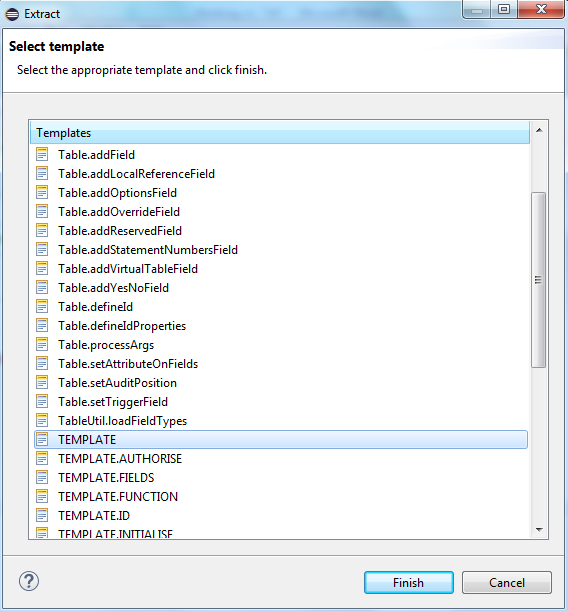 Extract
Select template
Select the appropriate template and click finish.
Templates
Table.addField
Table.addLocalReferenceField
Table.addOptionsField
Table.addOverrideField
Table.addReservedField
Table.addStatementNumbersField
Table.addVirtualTableField
Table.addYesNoField
Table.defineId
Table.defineIdProperties
Table.processArgs
Table.setAttributeOnFields
Table.setAuditPosition
Table.setTriggerField
TableUtil.loadFieldTypes
TEMPLATE
TEMPLATE.AUTHORISE
TEMPLATE.FIELDS
TEMPLATE.FUNCTION
TEMPLATE.ID
TEMPLATE.INITIALISE
?
Finish
Cancel